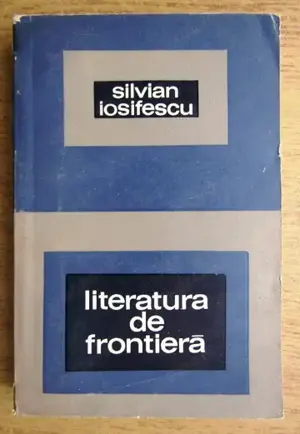 silvian
iosifescu
literatura
de
frontieră